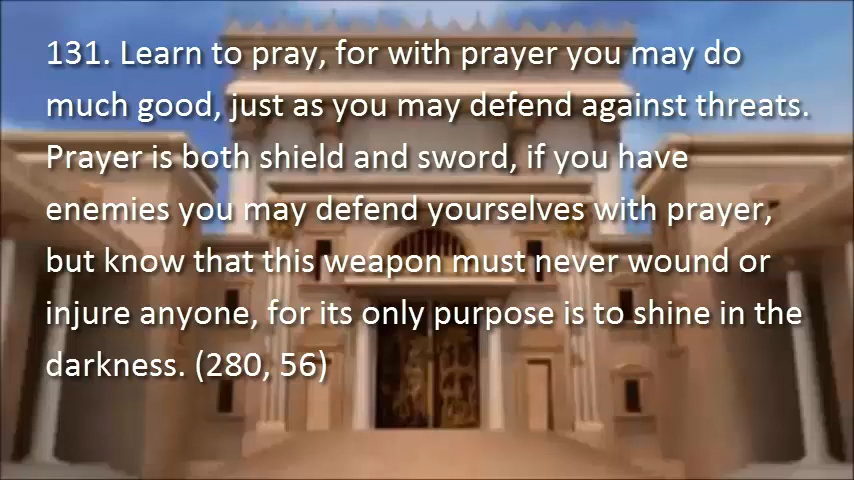 131. Learn to pray, for with prayer you may do
much good, just as you may defend against threats.
Prayer is both shield and sword, if you have
enemies you may defend yourselves with prayer,
but know that this weapon must never wound or
injure anyone, for its only purpose is to shine in the
darkness. (280, 56)